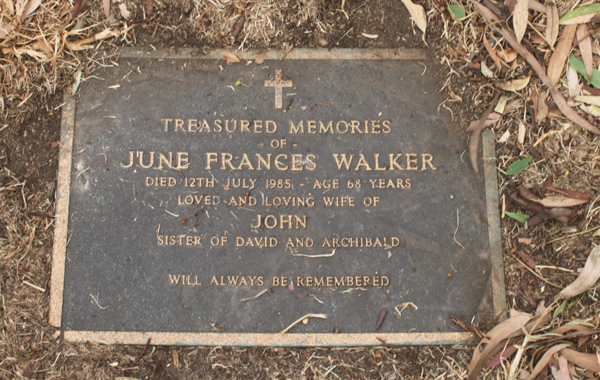 TREASURED MEMORIES
- OF -
JUNE FRANCES WALKER
DIED 12TH JULY 1985 - AGE 68 YEARS
LOVED AND LOVING WIFE OF
JOHN
SISTER OF DAVID AND ARCHIBALD
WILL ALWAYS BE REMEMBERED